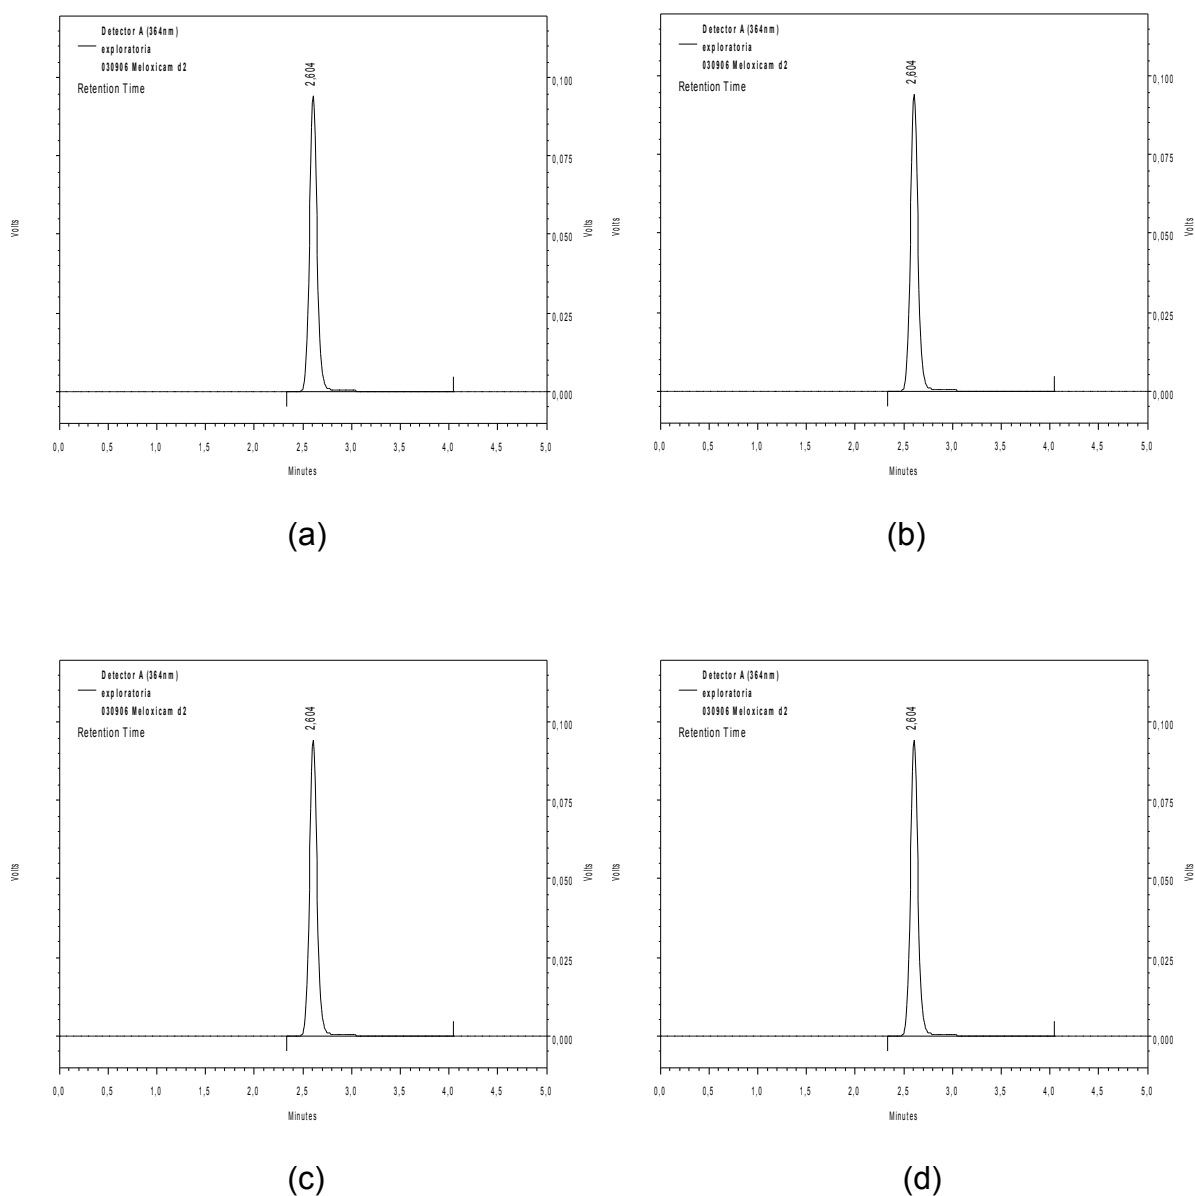 Detector A (364nm)
exploratoria
030906 Meloxicam d2
Retention Time
2,604
0,100
0,075
0,050
0,025
0,000
Volts
Volts
0,0 0,5 1,0 1,5 2,0 2,5 3,0 3,5 4,0 4,5 5,0
Minutes
(a)
Detector A (364nm)
exploratoria
030906 Meloxicam d2
Retention Time
2,604
0,100
0,075
0,050
0,025
0,000
Volts
Volts
0,0 0,5 1,0 1,5 2,0 2,5 3,0 3,5 4,0 4,5 5,0
Minutes
(b)
Detector A (364nm)
exploratoria
030906 Meloxicam d2
Retention Time
2,604
0,100
0,075
0,050
0,025
0,000
Volts
Volts
0,0 0,5 1,0 1,5 2,0 2,5 3,0 3,5 4,0 4,5 5,0
Minutes
(c)
Detector A (364nm)
exploratoria
030906 Meloxicam d2
Retention Time
2,604
0,100
0,075
0,050
0,025
0,000
Volts
Volts
0,0 0,5 1,0 1,5 2,0 2,5 3,0 3,5 4,0 4,5 5,0
Minutes
(d)